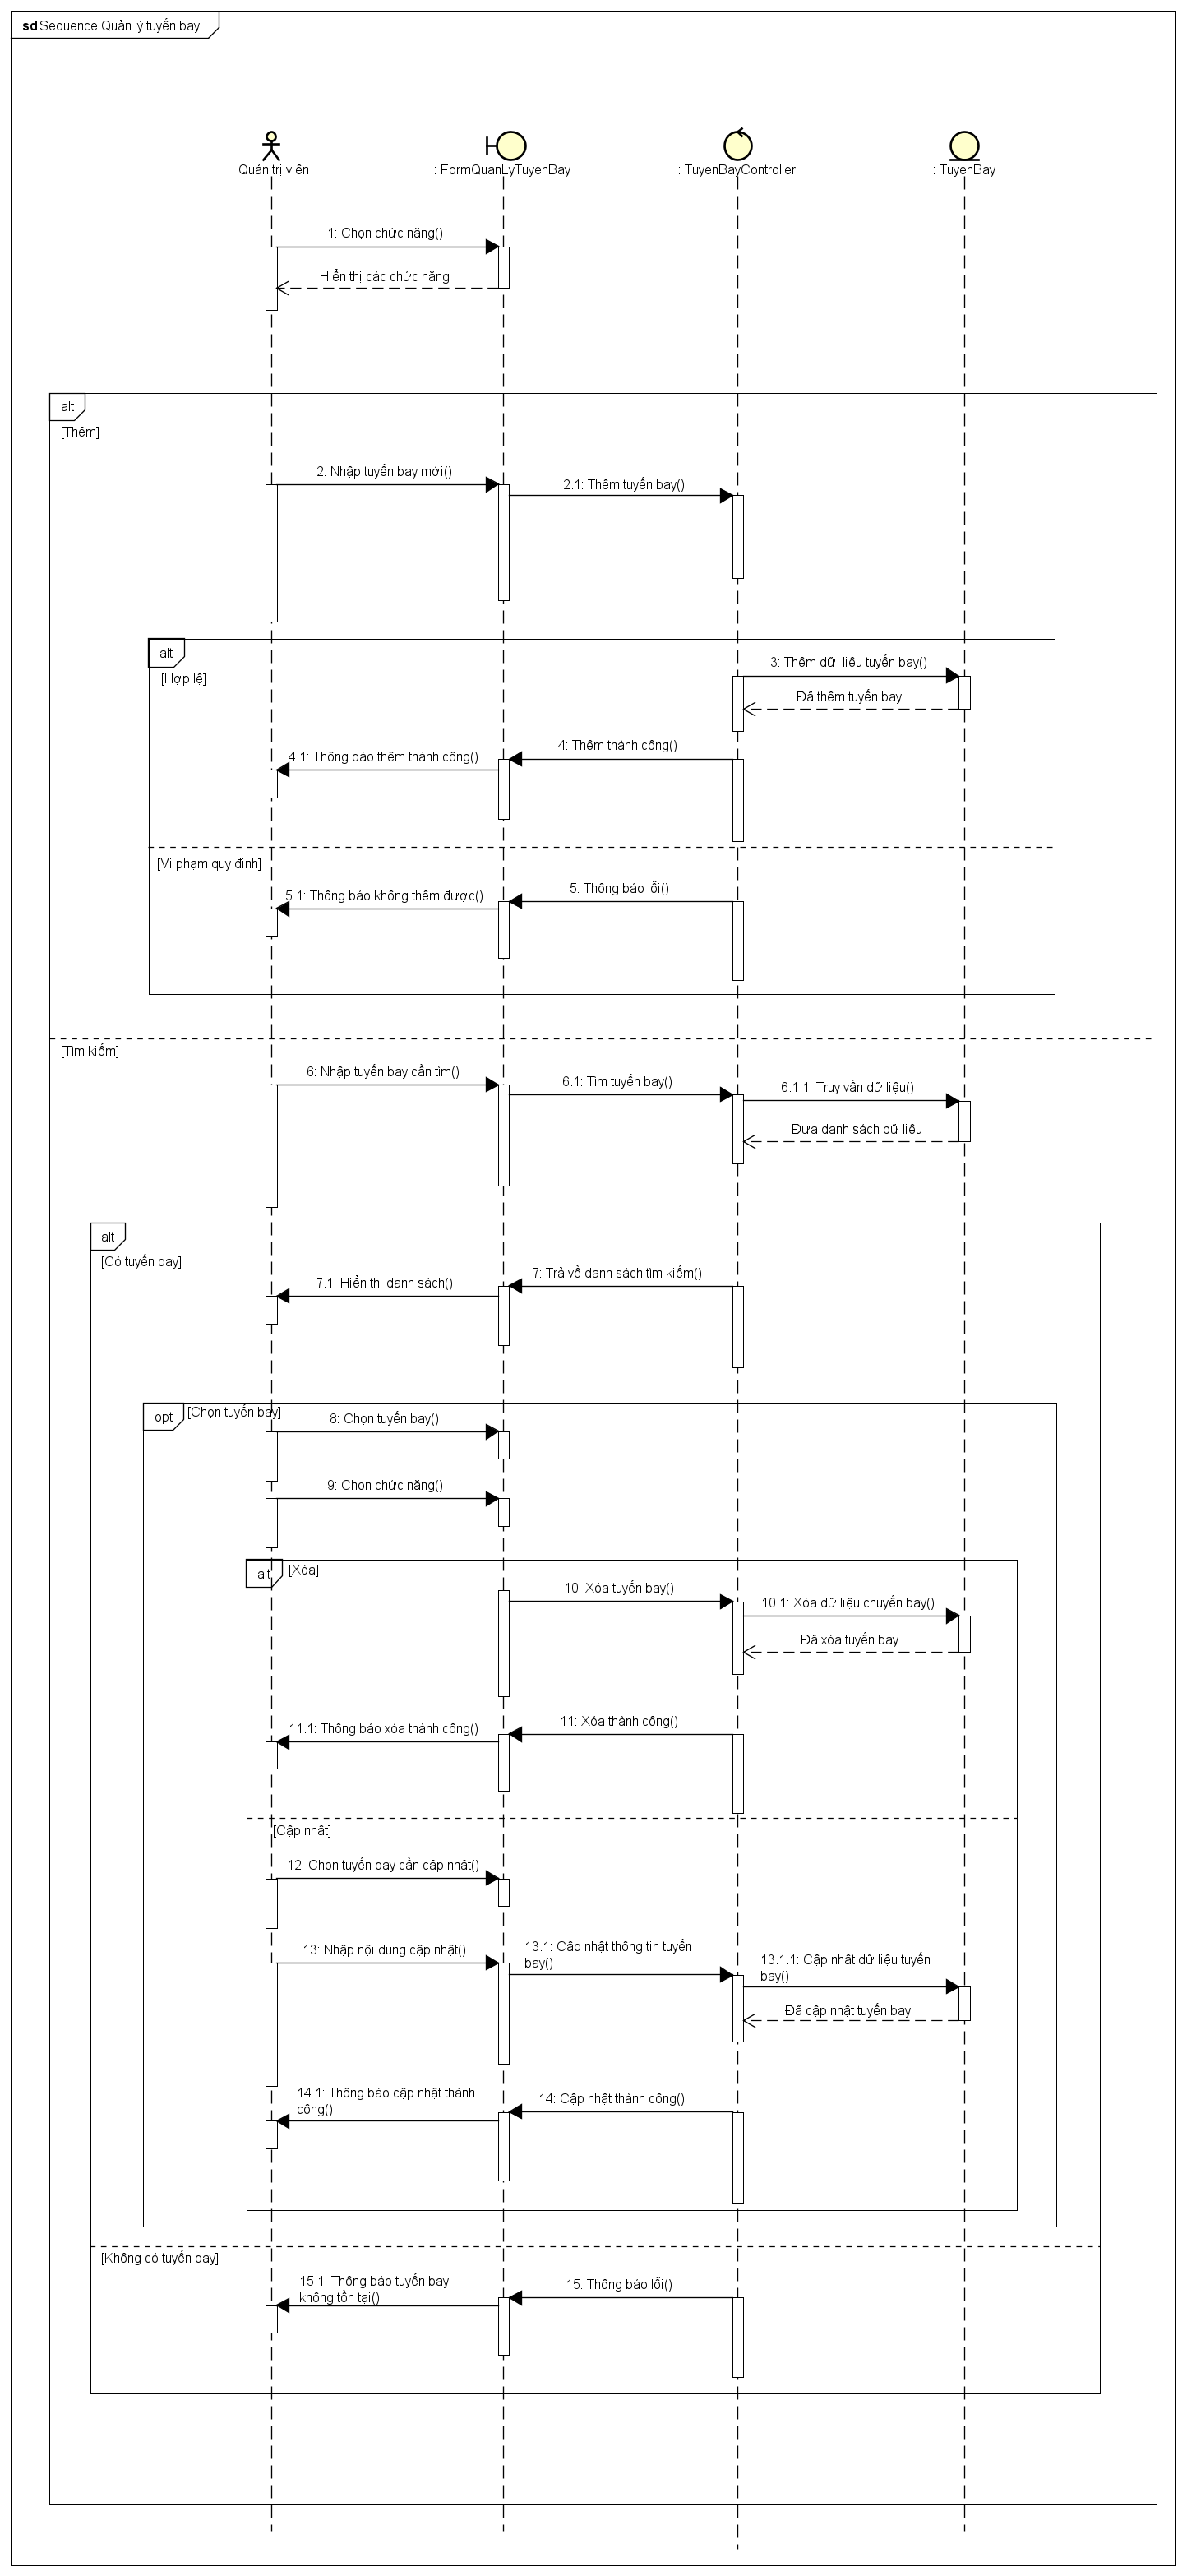 sd Sequence Quản lý tuyến bay
: Quản trị viên
: FormQuanLyTuyenBay
: TuyenBayController
: TuyenBay
1: Chọn chức năng()
Hiển thị các chức năng
alt
[Thêm]
2: Nhập tuyến bay mới()
2.1: Thêm tuyến bay()
alt
[Hợp lệ]
3: Thêm dữ liệu tuyến bay()
Đã thêm tuyến bay
4: Thêm thành công()
4.1: Thông báo thêm thành công()
[Vi phạm quy đinh]
5: Thông báo lỗi()
5.1: Thông báo không thêm được()
[Tìm kiếm]
6: Nhập tuyến bay cần tìm()
6.1: Tìm tuyến bay()
6.1.1: Truy vấn dữ liệu()
Đưa danh sách dữ liệu
alt
[Có tuyến bay]
7: Trả về danh sách tìm kiếm()
7.1: Hiển thị danh sách()
opt
[Chọn tuyến bay]
8: Chọn tuyến bay()
9: Chọn chức năng()
alt
[Xóa]
10: Xóa tuyến bay()
10.1: Xóa dữ liệu chuyến bay()
Đã xóa tuyến bay
11: Xóa thành công()
11.1: Thông báo xóa thành công()
[Cập nhật]
12: Chọn tuyến bay cần cập nhật()
13: Nhập nội dung cập nhật()
13.1: Cập nhật thông tin tuyến
bay()
13.1.1: Cập nhật dữ liệu tuyến
bay()
Đã cập nhật tuyến bay
14: Cập nhật thành công()
14.1: Thông báo cập nhật thành
công()
[Không có tuyến bay]
15: Thông báo lỗi()
15.1: Thông báo tuyến bay
không tồn tại()